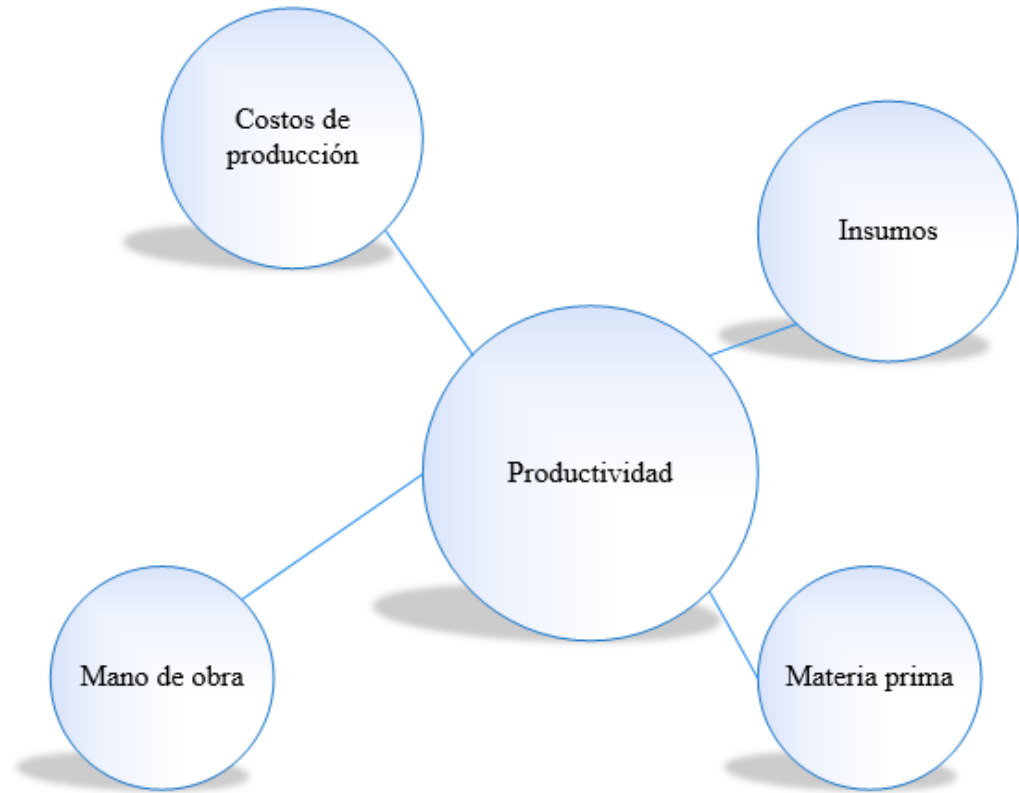 Costos de
producción
Insumos
Productividad
Mano de obra
Materia prima